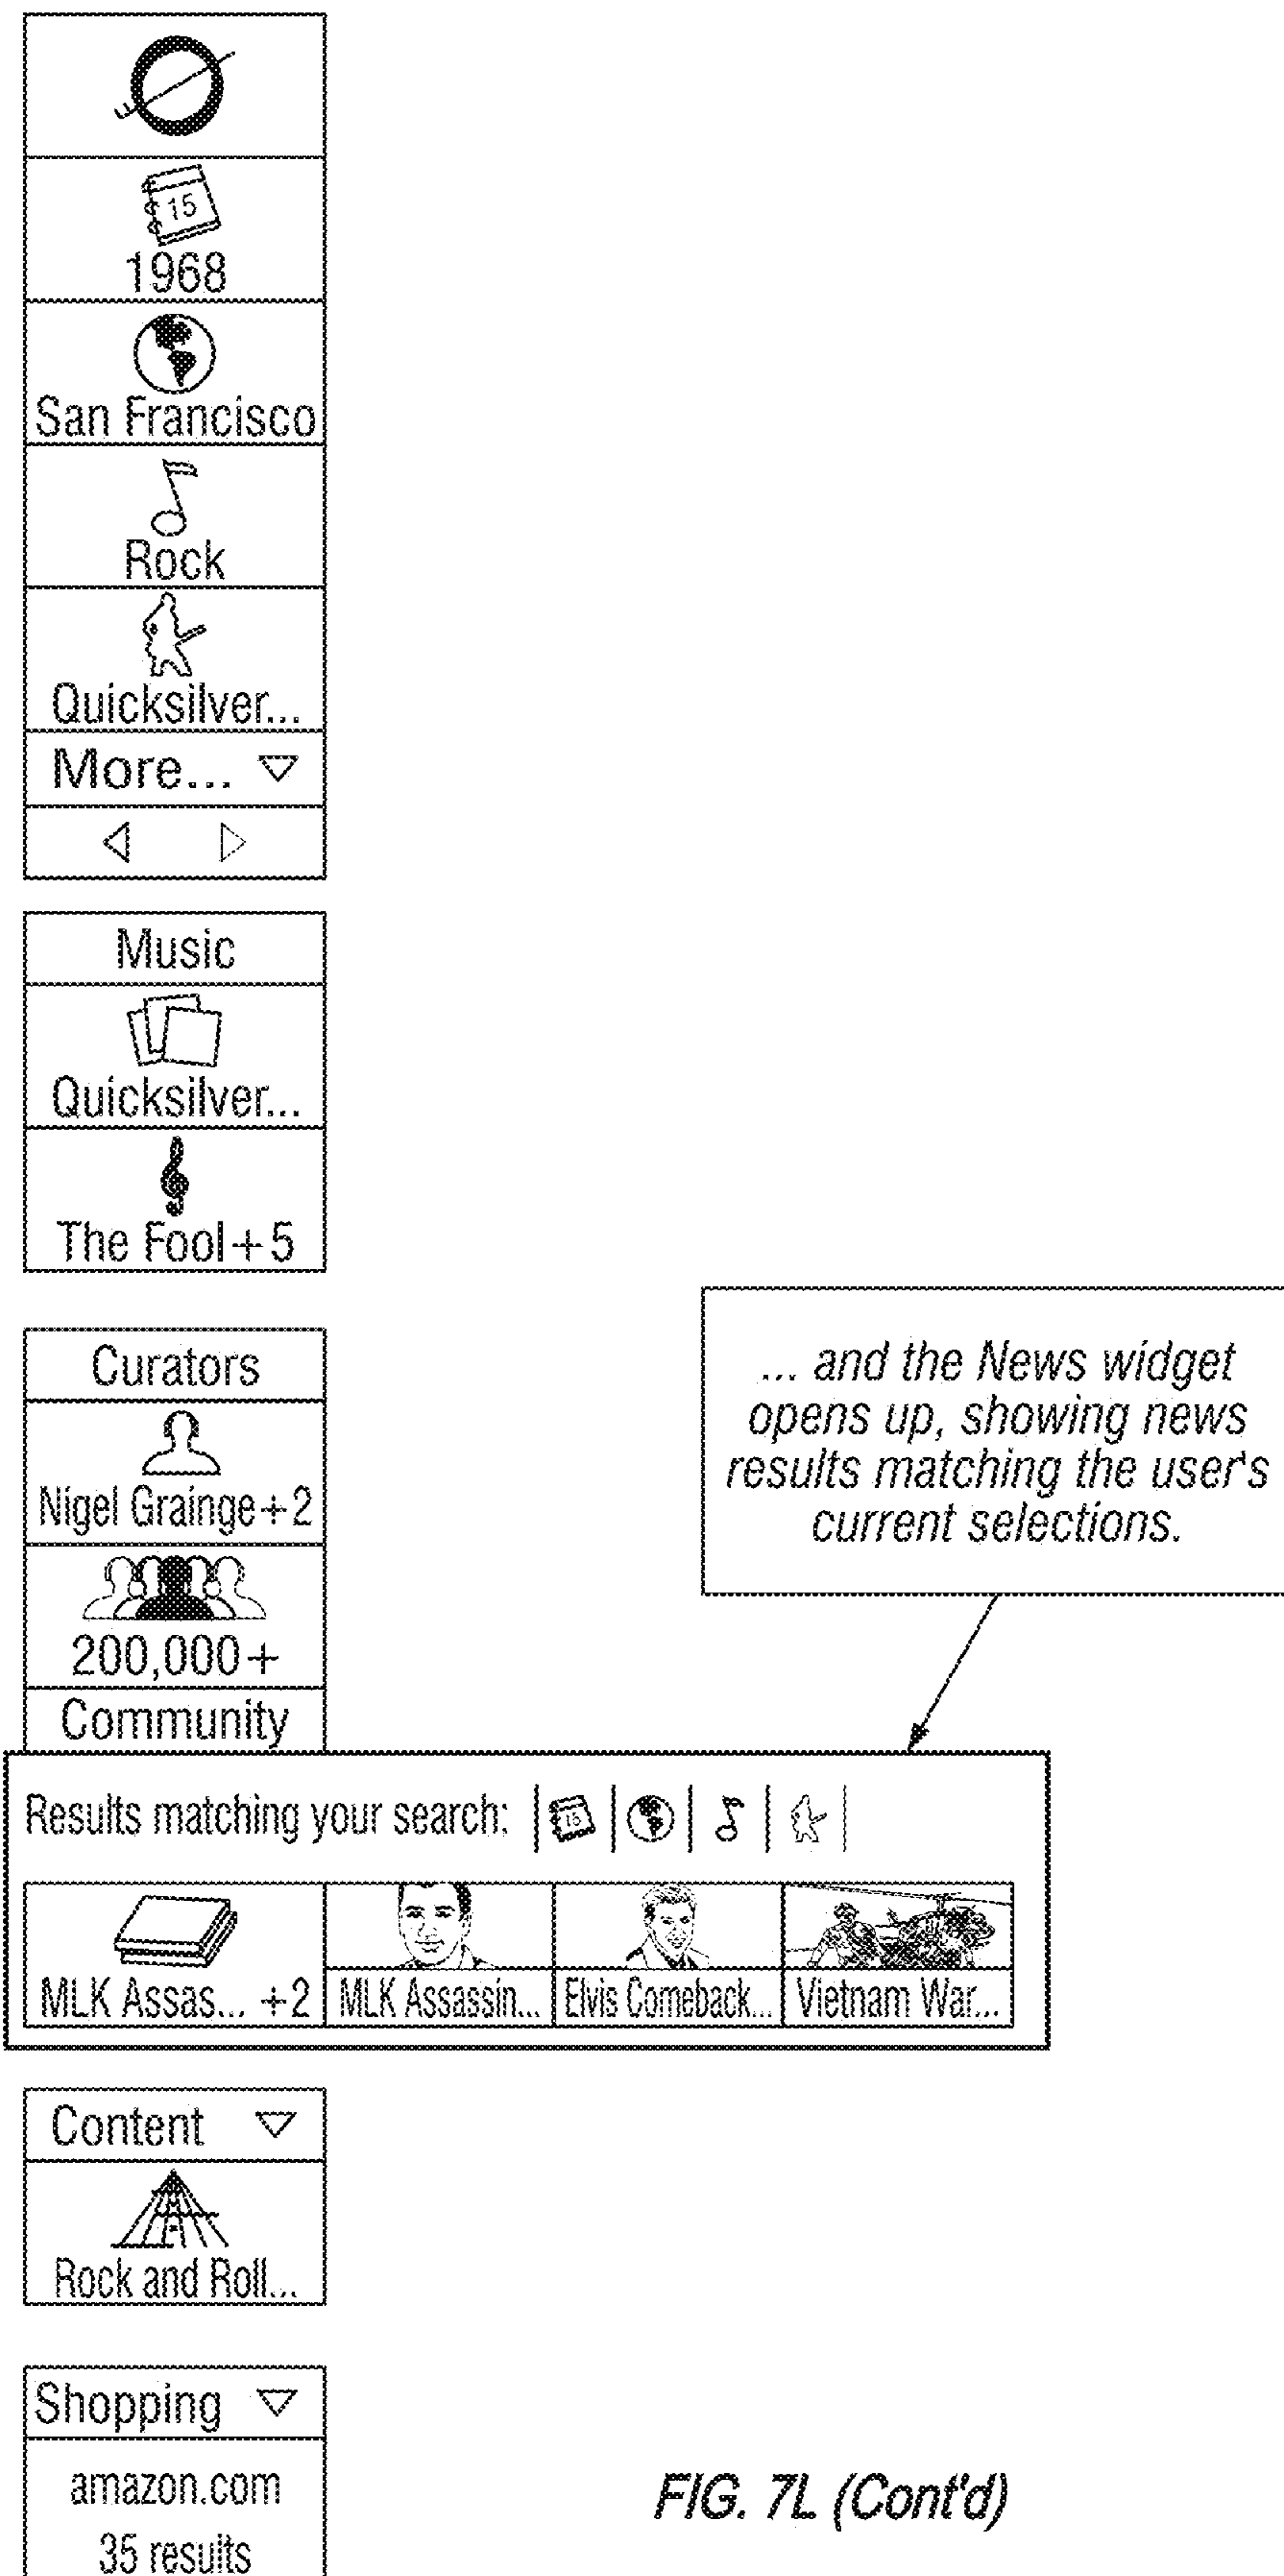 15
1968
San Francisco
Rock
Quicksilver...
More...
Music
Quicksilver...
The Fool+5
Curators
Nigel Grainge+2
200,000+
Community
... and the News widget
opens up, showing news
results matching the user's
current selections.
Results matching your search:
15
MLK Assas... +2
MLK Assassin...
Elvis Comeback...
Vietnam War...
Content
Rock and Roll...
Shopping
amazon.com
35 results
FIG. 7L (Cont'd)